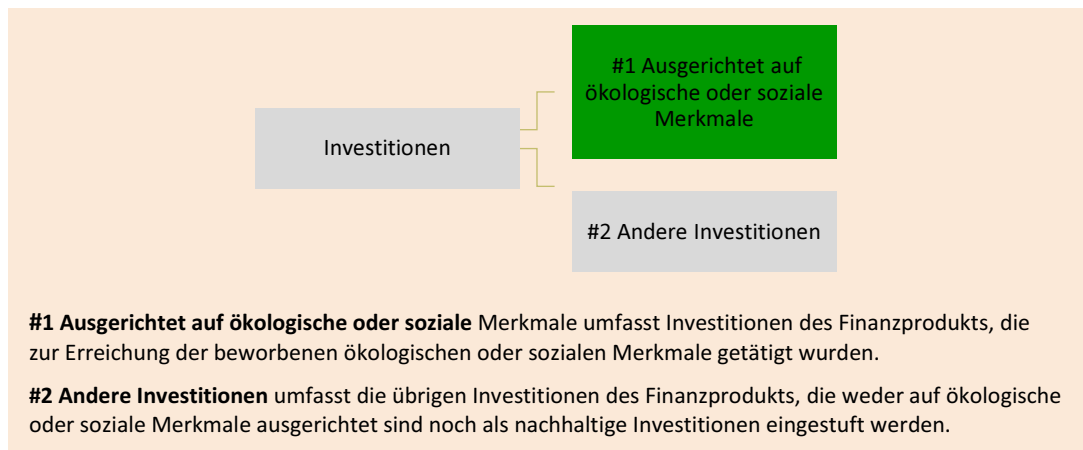 #1 Ausgerichtet auf
ökologische oder soziale
Merkmale
Investitionen
#2 Andere Investitionen
#1 Ausgerichtet auf ökologische oder soziale Merkmale umfasst Investitionen des Finanzprodukts, die
zur Erreichung der beworbenen ökologischen oder sozialen Merkmale getätigt wurden.
#2 Andere Investitionen umfasst die übrigen Investitionen des Finanzprodukts, die weder auf ökologische
oder soziale Merkmale ausgerichtet sind noch als nachhaltige Investitionen eingestuft werden.